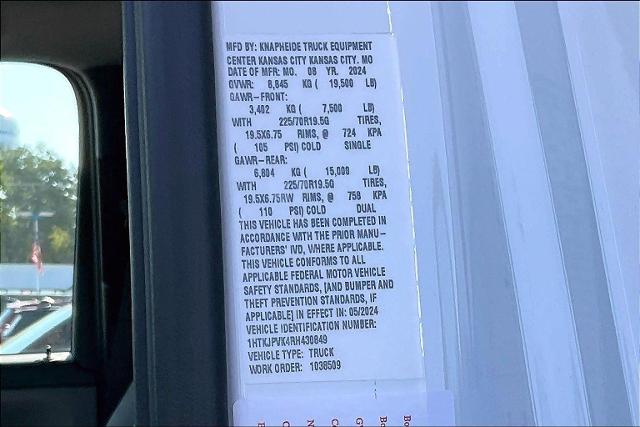 MFD BY: KNAPHEIDE TRUCK EQUIPMENT
CENTER KANSAS CITY KANSAS CITY, MO
DATE OF MFR: MO. 08 YR. 2024
GVWR: 8,845 KG ( 19,500 LB)
GAWR-FRONT:
3,402 KG ( 7,500 LB)
WITH 225/70R19.5G TIRES,
19.5X6.75 RIMS, @ 724 KPA
( 105 PSI) COLD SINGLE
GAWR-REAR:
6,804 KG ( 15,000 LB)
WITH 225/70R19.5G TIRES,
19.5X6.75RW RIMS, @ 758 KPA
( 110 PSI) COLD DUAL
THIS VEHICLE HAS BEEN COMPLETED IN
ACCORDANCE WITH THE PRIOR MANU-
FACTURERS' IVD, WHERE APPLICABLE.
THIS VEHICLE CONFORMS TO ALL
APPLICABLE FEDERAL MOTOR VEHICLE
SAFETY STANDARDS, [AND BUMPER AND
THEFT PREVENTION STANDARDS, IF
APPLICABLE] IN EFFECT IN: 05/2024
VEHICLE IDENTIFICATION NUMBER:
1HTKJPVK4RH430849
VEHICLE TYPE: TRUCK
WORK ORDER: 1038509